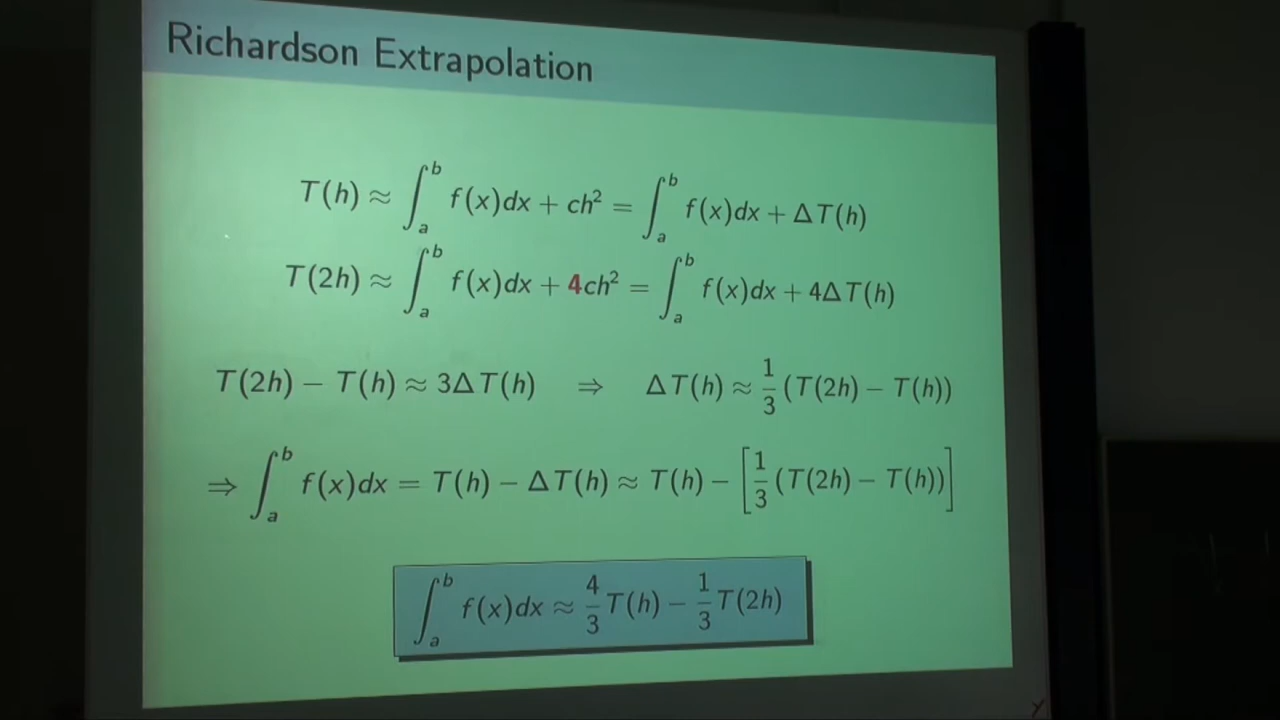 Richardson Extrapolation
T(h) ≈ ∫_a^b f(x)dx + ch² = ∫_a^b f(x)dx + ΔT(h)
T(2h) ≈ ∫_a^b f(x)dx + 4ch² = ∫_a^b f(x)dx + 4ΔT(h)
T(2h) − T(h) ≈ 3ΔT(h) ⇒ ΔT(h) ≈ 1/3 (T(2h) − T(h))
⇒ ∫_a^b f(x)dx = T(h) − ΔT(h) ≈ T(h) − [1/3 (T(2h) − T(h))]
∫_a^b f(x)dx ≈ 4/3 T(h) − 1/3 T(2h)